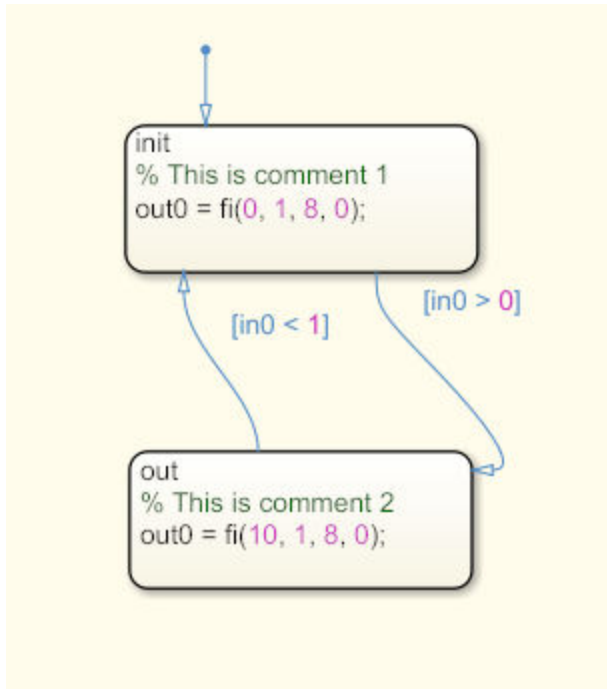 init
% This is comment 1
out0 = fi(0, 1, 8, 0);
[in0 > 0]
[in0 < 1]
out
% This is comment 2
out0 = fi(10, 1, 8, 0);